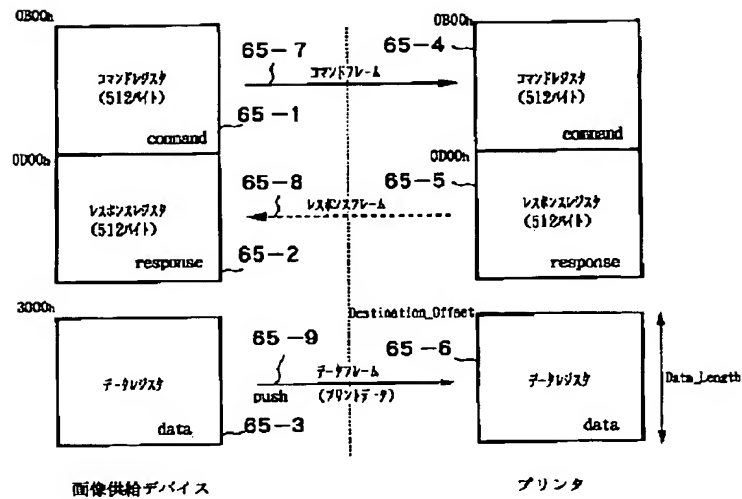 0B00h
コマンドレジスタ
(512バイト)
command
65-1
0D00h
レスポンスレジスタ
(512バイト)
response
65-2
3000h
データレジスタ
data
65-3
65-7
コマンドフレーム
65-8
レスポンスフレーム
65-9
データフレーム
push
(プリントデータ)
0B00h
65-4
コマンドレジスタ
(512バイト)
command
0D00h
65-5
レスポンスレジスタ
(512バイト)
response
Destination_Offset
65-6
データレジスタ
data
Data_Length
画像供給デバイス
プリンタ